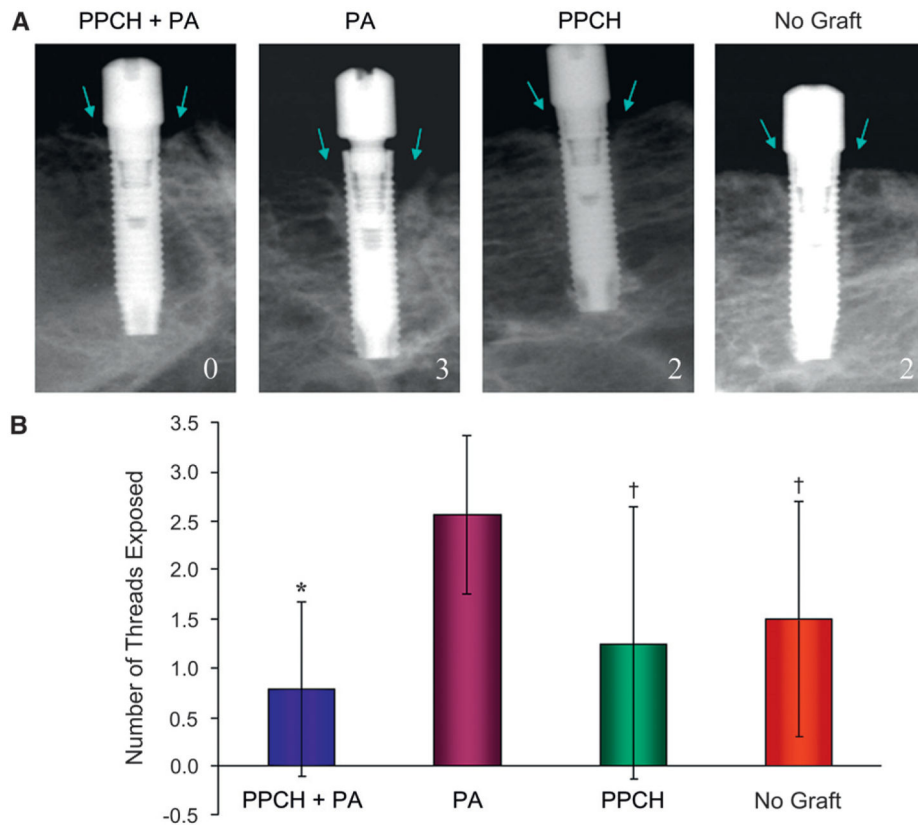 A
PPCH + PA
PA
PPCH
No Graft
0
3
2
2
B
Number of Threads Exposed
3.5
3.0
2.5
2.0
1.5
1.0
0.5
0.0
-0.5
*
†
†
PPCH + PA
PA
PPCH
No Graft